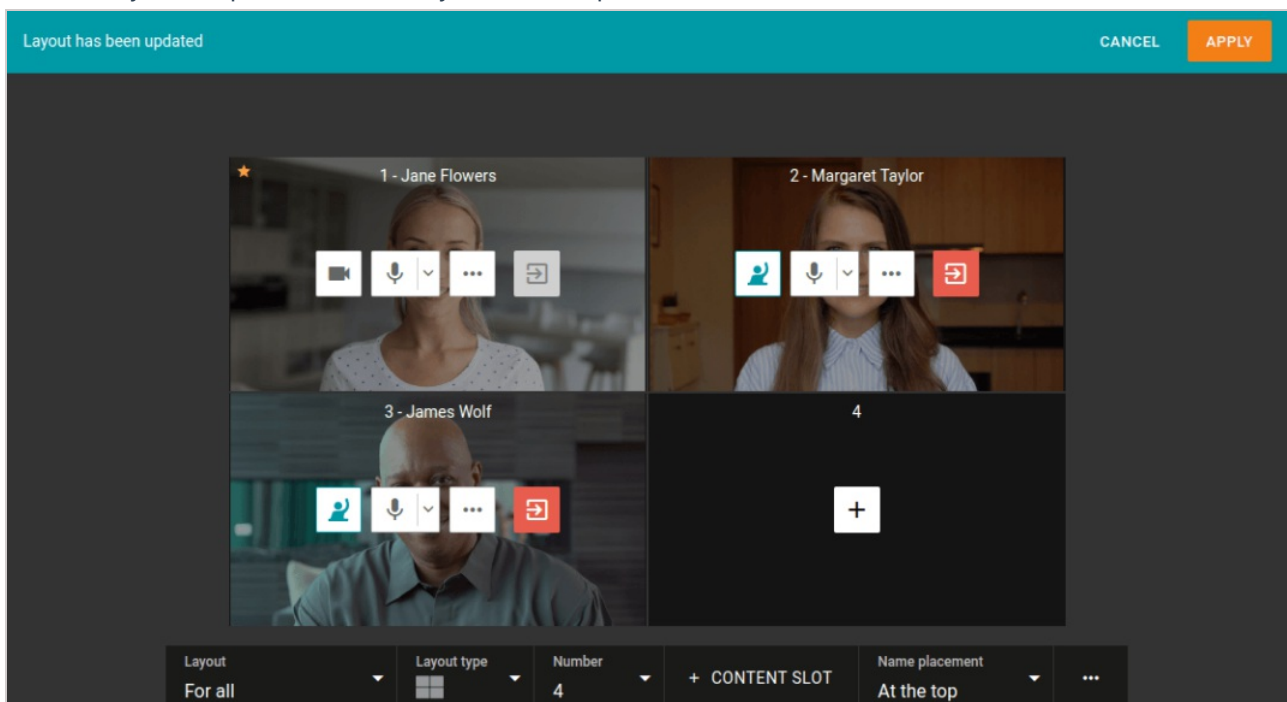 Layout has been updated
CANCEL
APPLY
1 - Jane Flowers
2 - Margaret Taylor
3 - James Wolf
4
Layout
For all
Layout type
Number
4
+ CONTENT SLOT
Name placement
At the top